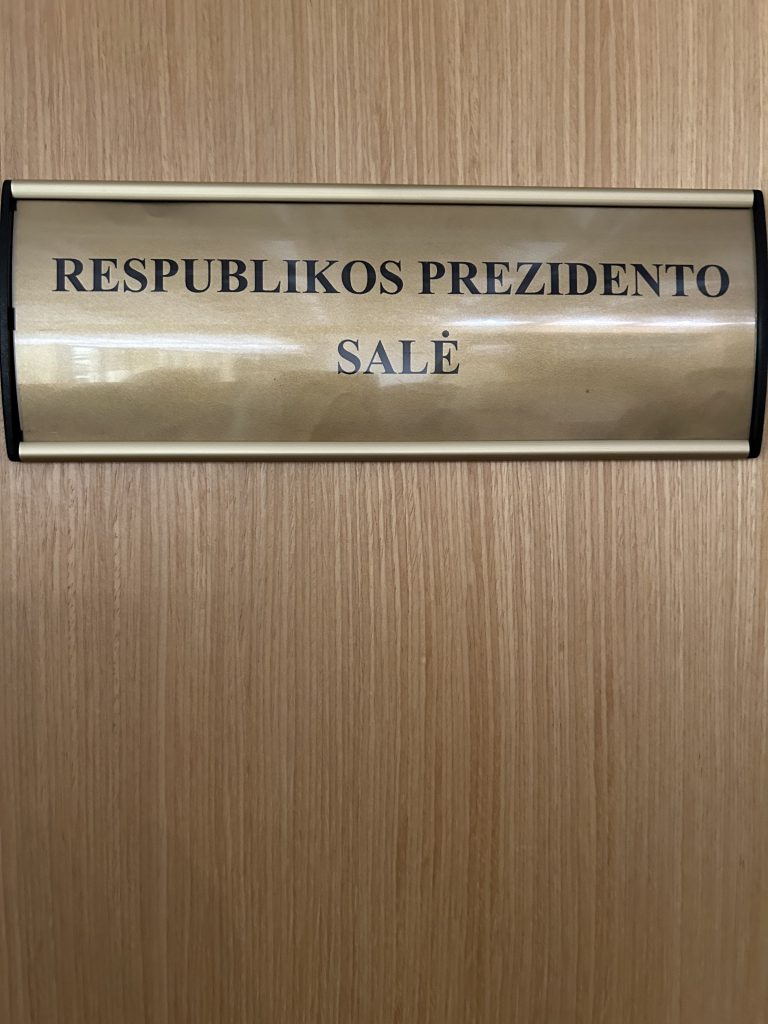 RESPUBLIKOS PREZIDENTO
SALĖ